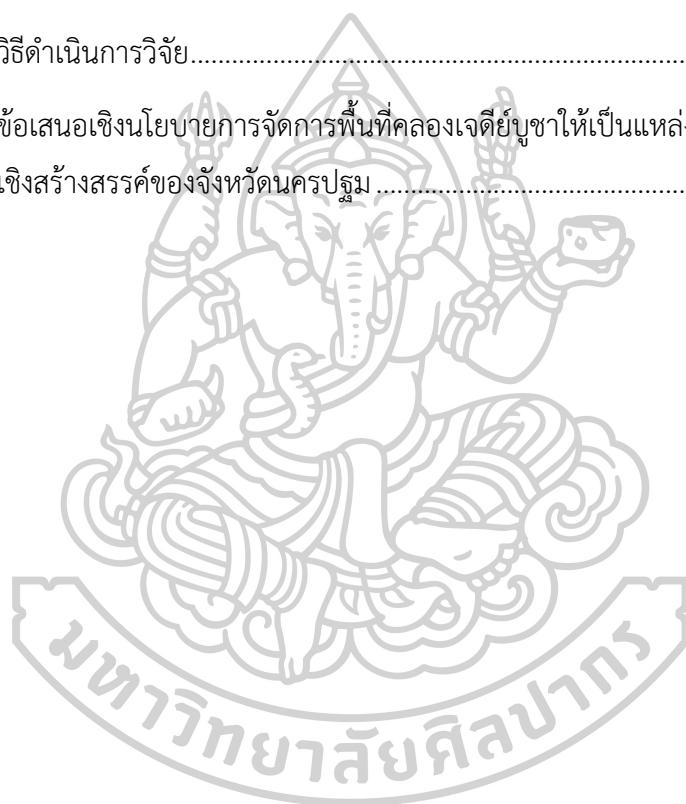 วิธีดำเนินการวิจัย....................................................................................
ข้อเสนอเชิงนโยบายการจัดการพื้นที่คลองเจดีย์บูชาให้เป็นแหล่ง
เชิงสร้างสรรค์ของจังหวัดนครปฐม....................................................
มหาวิทยาลัยศิลปากร